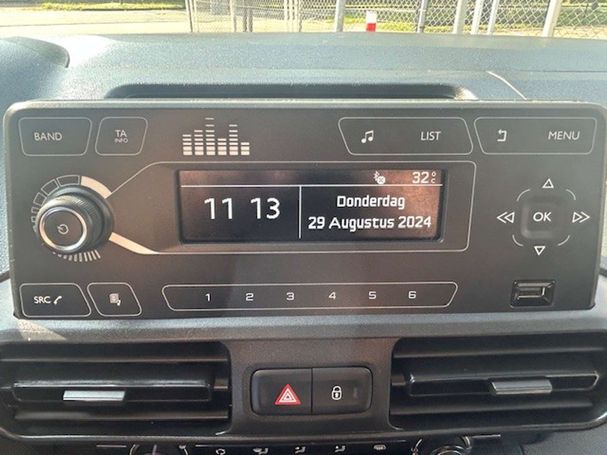 BAND
TA
INFO
LIST
MENU
32°C
11 13
Donderdag
29 Augustus 2024
OK
SRC
1 2 3 4 5 6